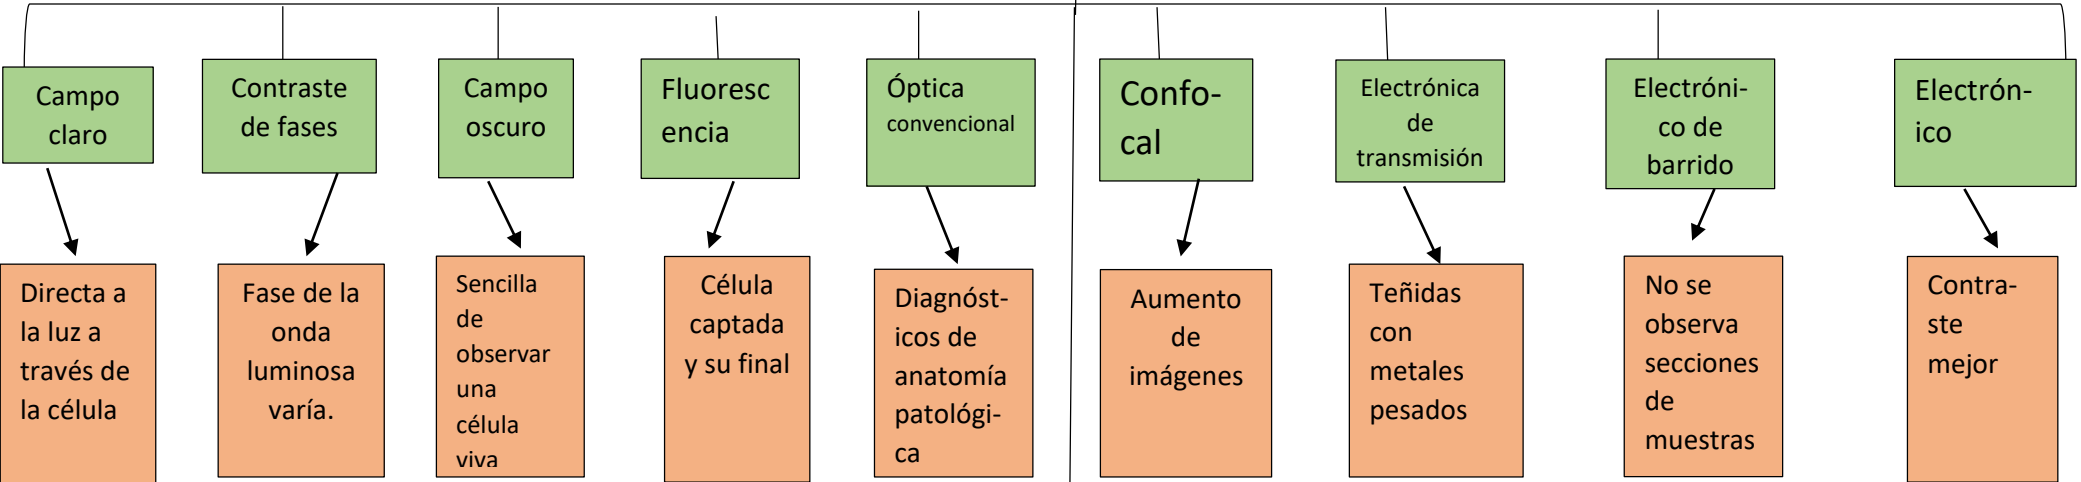 Campo
claro
Contraste
de fases
Campo
oscuro
Fluoresc
encia
Óptica
convencional
Confo-
cal
Electrónica
de
transmisión
Electróni-
co de
barrido
Electrón-
ico
Directa a
la luz a
través de
la célula
Fase de la
onda
luminosa
varía.
Sencilla
de
observar
una
célula
viva
Célula
captada
y su final
Diagnóst-
icos de
anatomía
patológi-
ca
Aumento
de
imágenes
Teñidas
con
metales
pesados
No se
observa
secciones
de
muestras
Contra-
ste
mejor